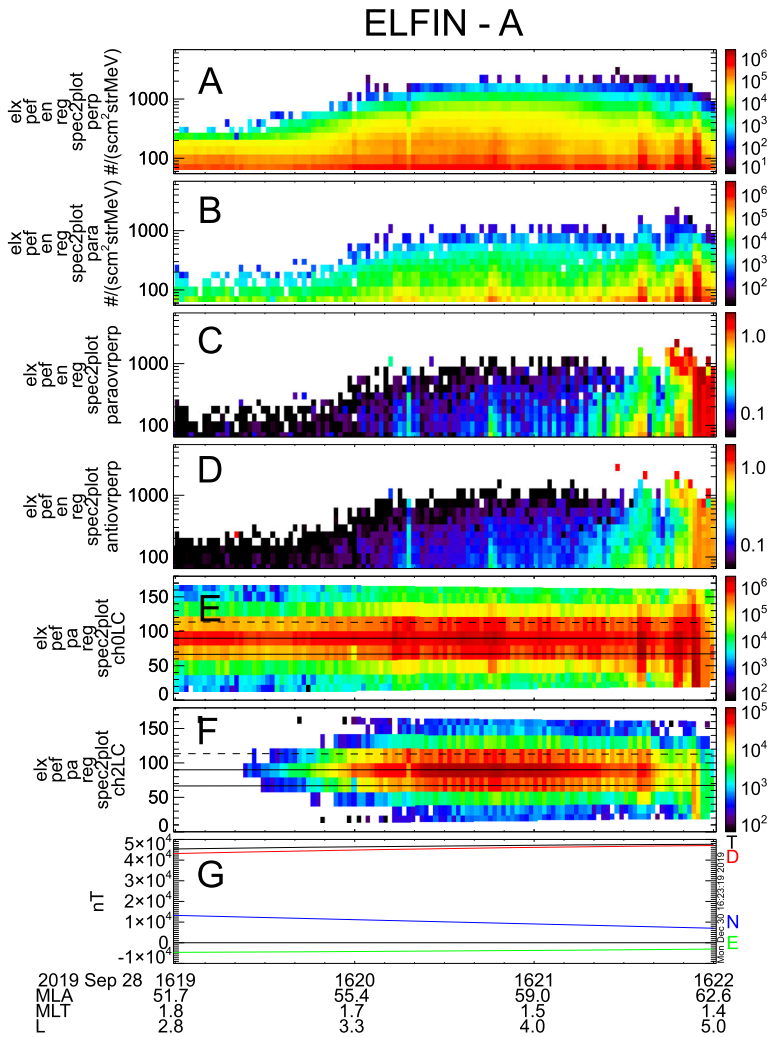 ELFIN - A
A
elx
pef
en
reg
spec2plot
perp
#/(scm²strMeV)
1000
100
10⁶
10⁵
10⁴
10³
10²
10¹
B
elx
pef
en
reg
spec2plot
para
#/(scm²strMeV)
1000
100
10⁶
10⁵
10⁴
10³
10²
C
elx
pef
en
reg
spec2plot
paraovrperp
1000
100
1.0
0.1
D
elx
pef
en
reg
spec2plot
antiovrperp
1000
100
1.0
0.1
E
elx
pef
pa
reg
spec2plot
ch0LC
150
100
50
0
10⁶
10⁵
10⁴
10³
10²
F
elx
pef
pa
reg
spec2plot
ch2LC
150
100
50
0
10⁵
10⁴
10³
10²
G
nT
5×10⁴
4×10⁴
3×10⁴
2×10⁴
1×10⁴
0
-1×10⁴
T
D
N
E
Mon Dec 30 16:23:19 2019
2019 Sep 28 1619 1620 1621 1622
MLA 51.7 55.4 59.0 62.6
MLT 1.8 1.7 1.5 1.4
L 2.8 3.3 4.0 5.0